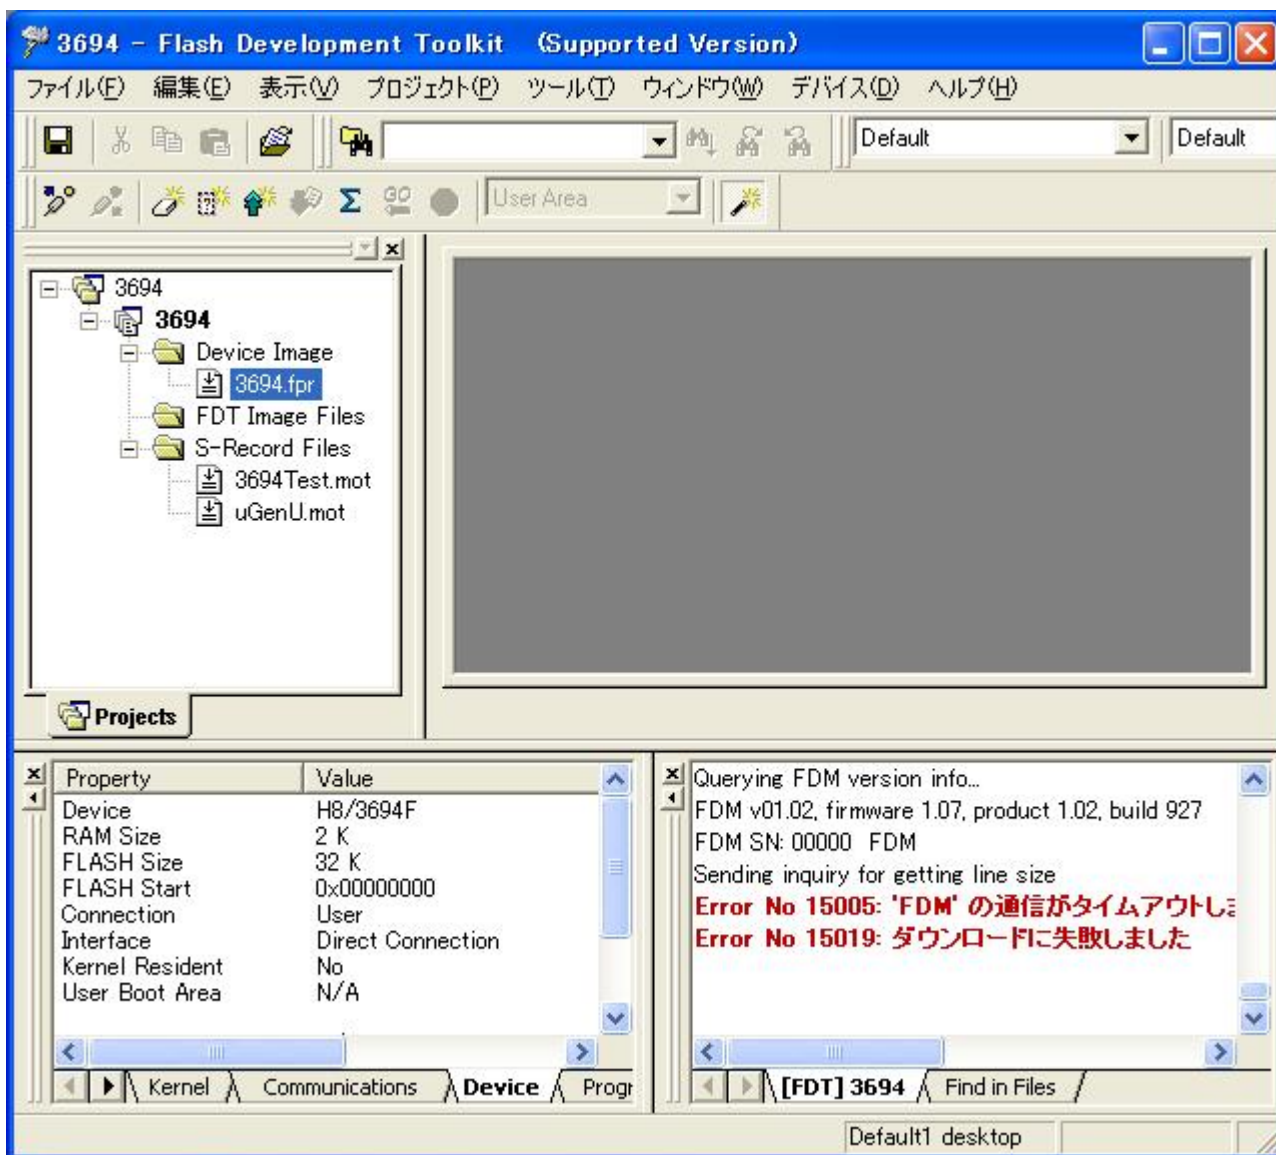 3694 - Flash Development Toolkit (Supported Version)
ファイル(F) 編集(E) 表示(V) プロジェクト(P) ツール(T) ウィンドウ(W) デバイス(D) ヘルプ(H)
Default Default
GO User Area
3694
3694
Device Image
3694.fpr
FDT Image Files
S-Record Files
3694Test.mot
uGenU.mot
Projects
Property Value
Device H8/3694F
RAM Size 2 K
FLASH Size 32 K
FLASH Start 0x00000000
Connection User
Interface Direct Connection
Kernel Resident No
User Boot Area N/A
Kernel Communications Device Progr
Querying FDM version info...
FDM v01.02, firmware 1.07, product 1.02, build 927
FDM SN: 00000 FDM
Sending inquiry for getting line size
Error No 15005: 'FDM' の通信がタイムアウトしま
Error No 15019: ダウンロードに失敗しました
[FDT] 3694 Find in Files
Default1 desktop